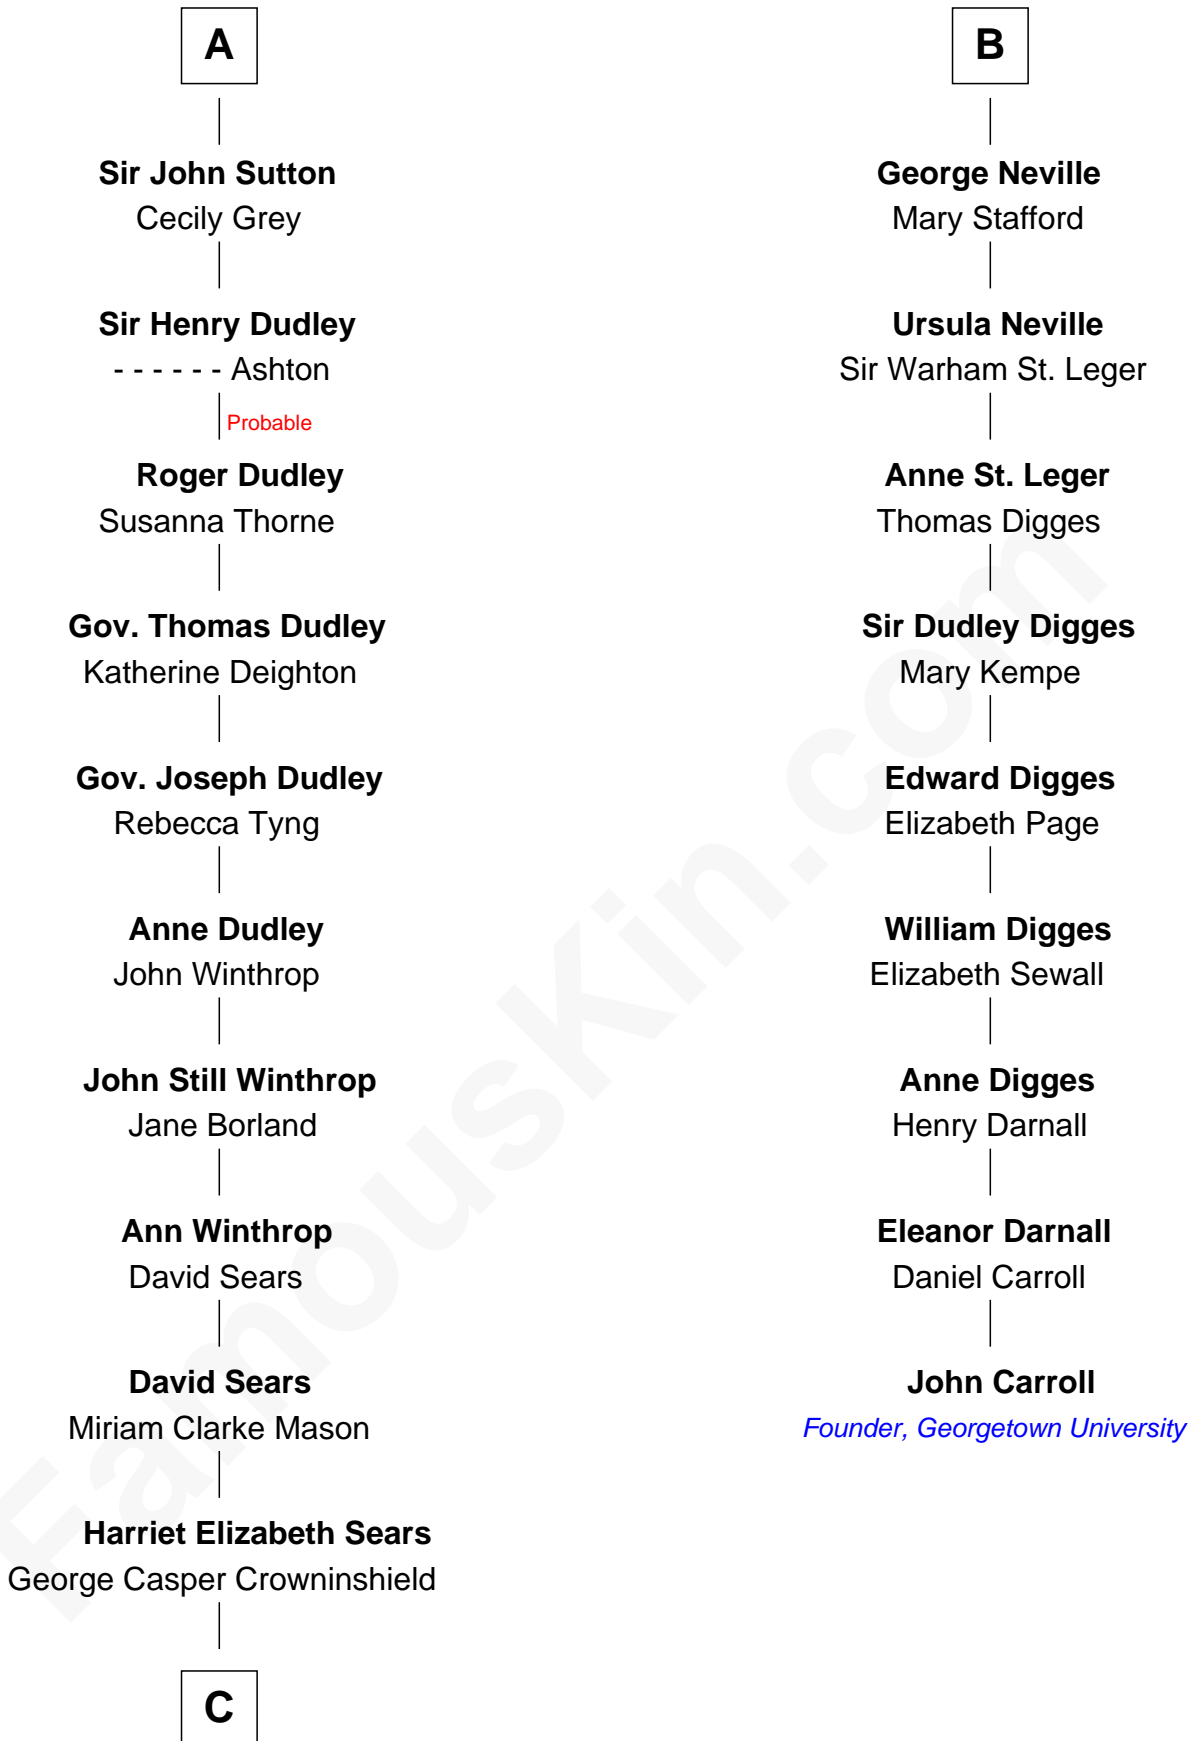 A
Sir John Sutton
Cecily Grey
Sir Henry Dudley
- - - - - - Ashton
Probable
Roger Dudley
Susanna Thorne
Gov. Thomas Dudley
Katherine Deighton
Gov. Joseph Dudley
Rebecca Tyng
Anne Dudley
John Winthrop
John Still Winthrop
Jane Borland
Ann Winthrop
David Sears
David Sears
Miriam Clarke Mason
Harriet Elizabeth Sears
George Casper Crowninshield
C
B
George Neville
Mary Stafford
Ursula Neville
Sir Warham St. Leger
Anne St. Leger
Thomas Digges
Sir Dudley Digges
Mary Kempe
Edward Digges
Elizabeth Page
William Digges
Elizabeth Sewall
Anne Digges
Henry Darnall
Eleanor Darnall
Daniel Carroll
John Carroll
Founder, Georgetown University
FamousKin.com